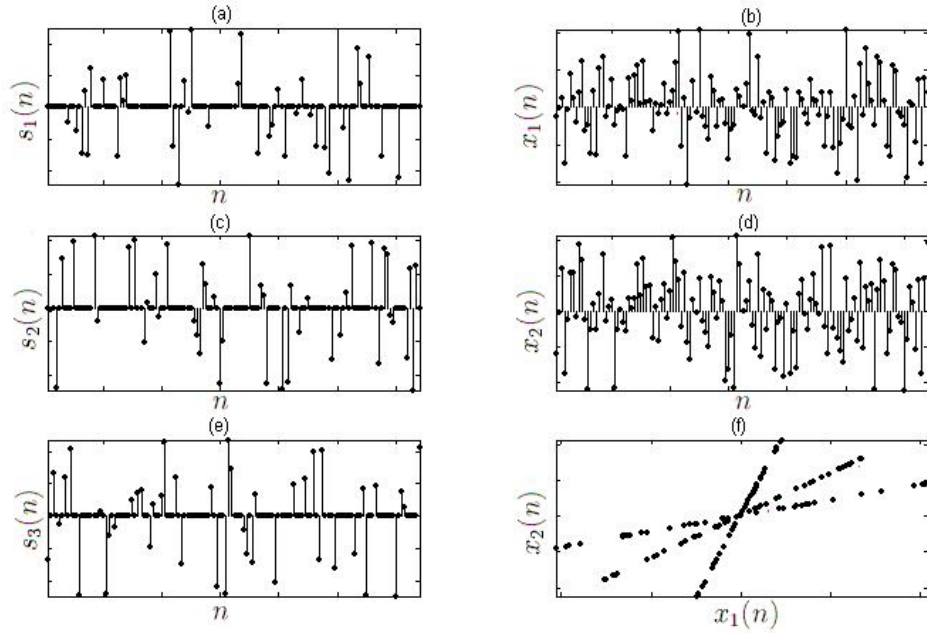 (a)
s₁(n)
n
(b)
x₁(n)
n
(c)
s₂(n)
n
(d)
x₂(n)
n
(e)
s₃(n)
n
(f)
x₂(n)
x₁(n)